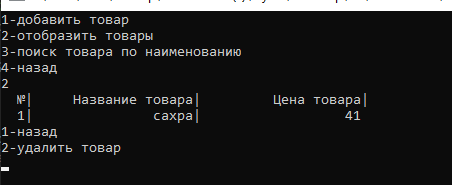 1-добавить товар
2-отобразить товары
3-поиск товара по наименованию
4-назад
2
№| Название товара| Цена товара|
1| сахра| 41
1-назад
2-удалить товар